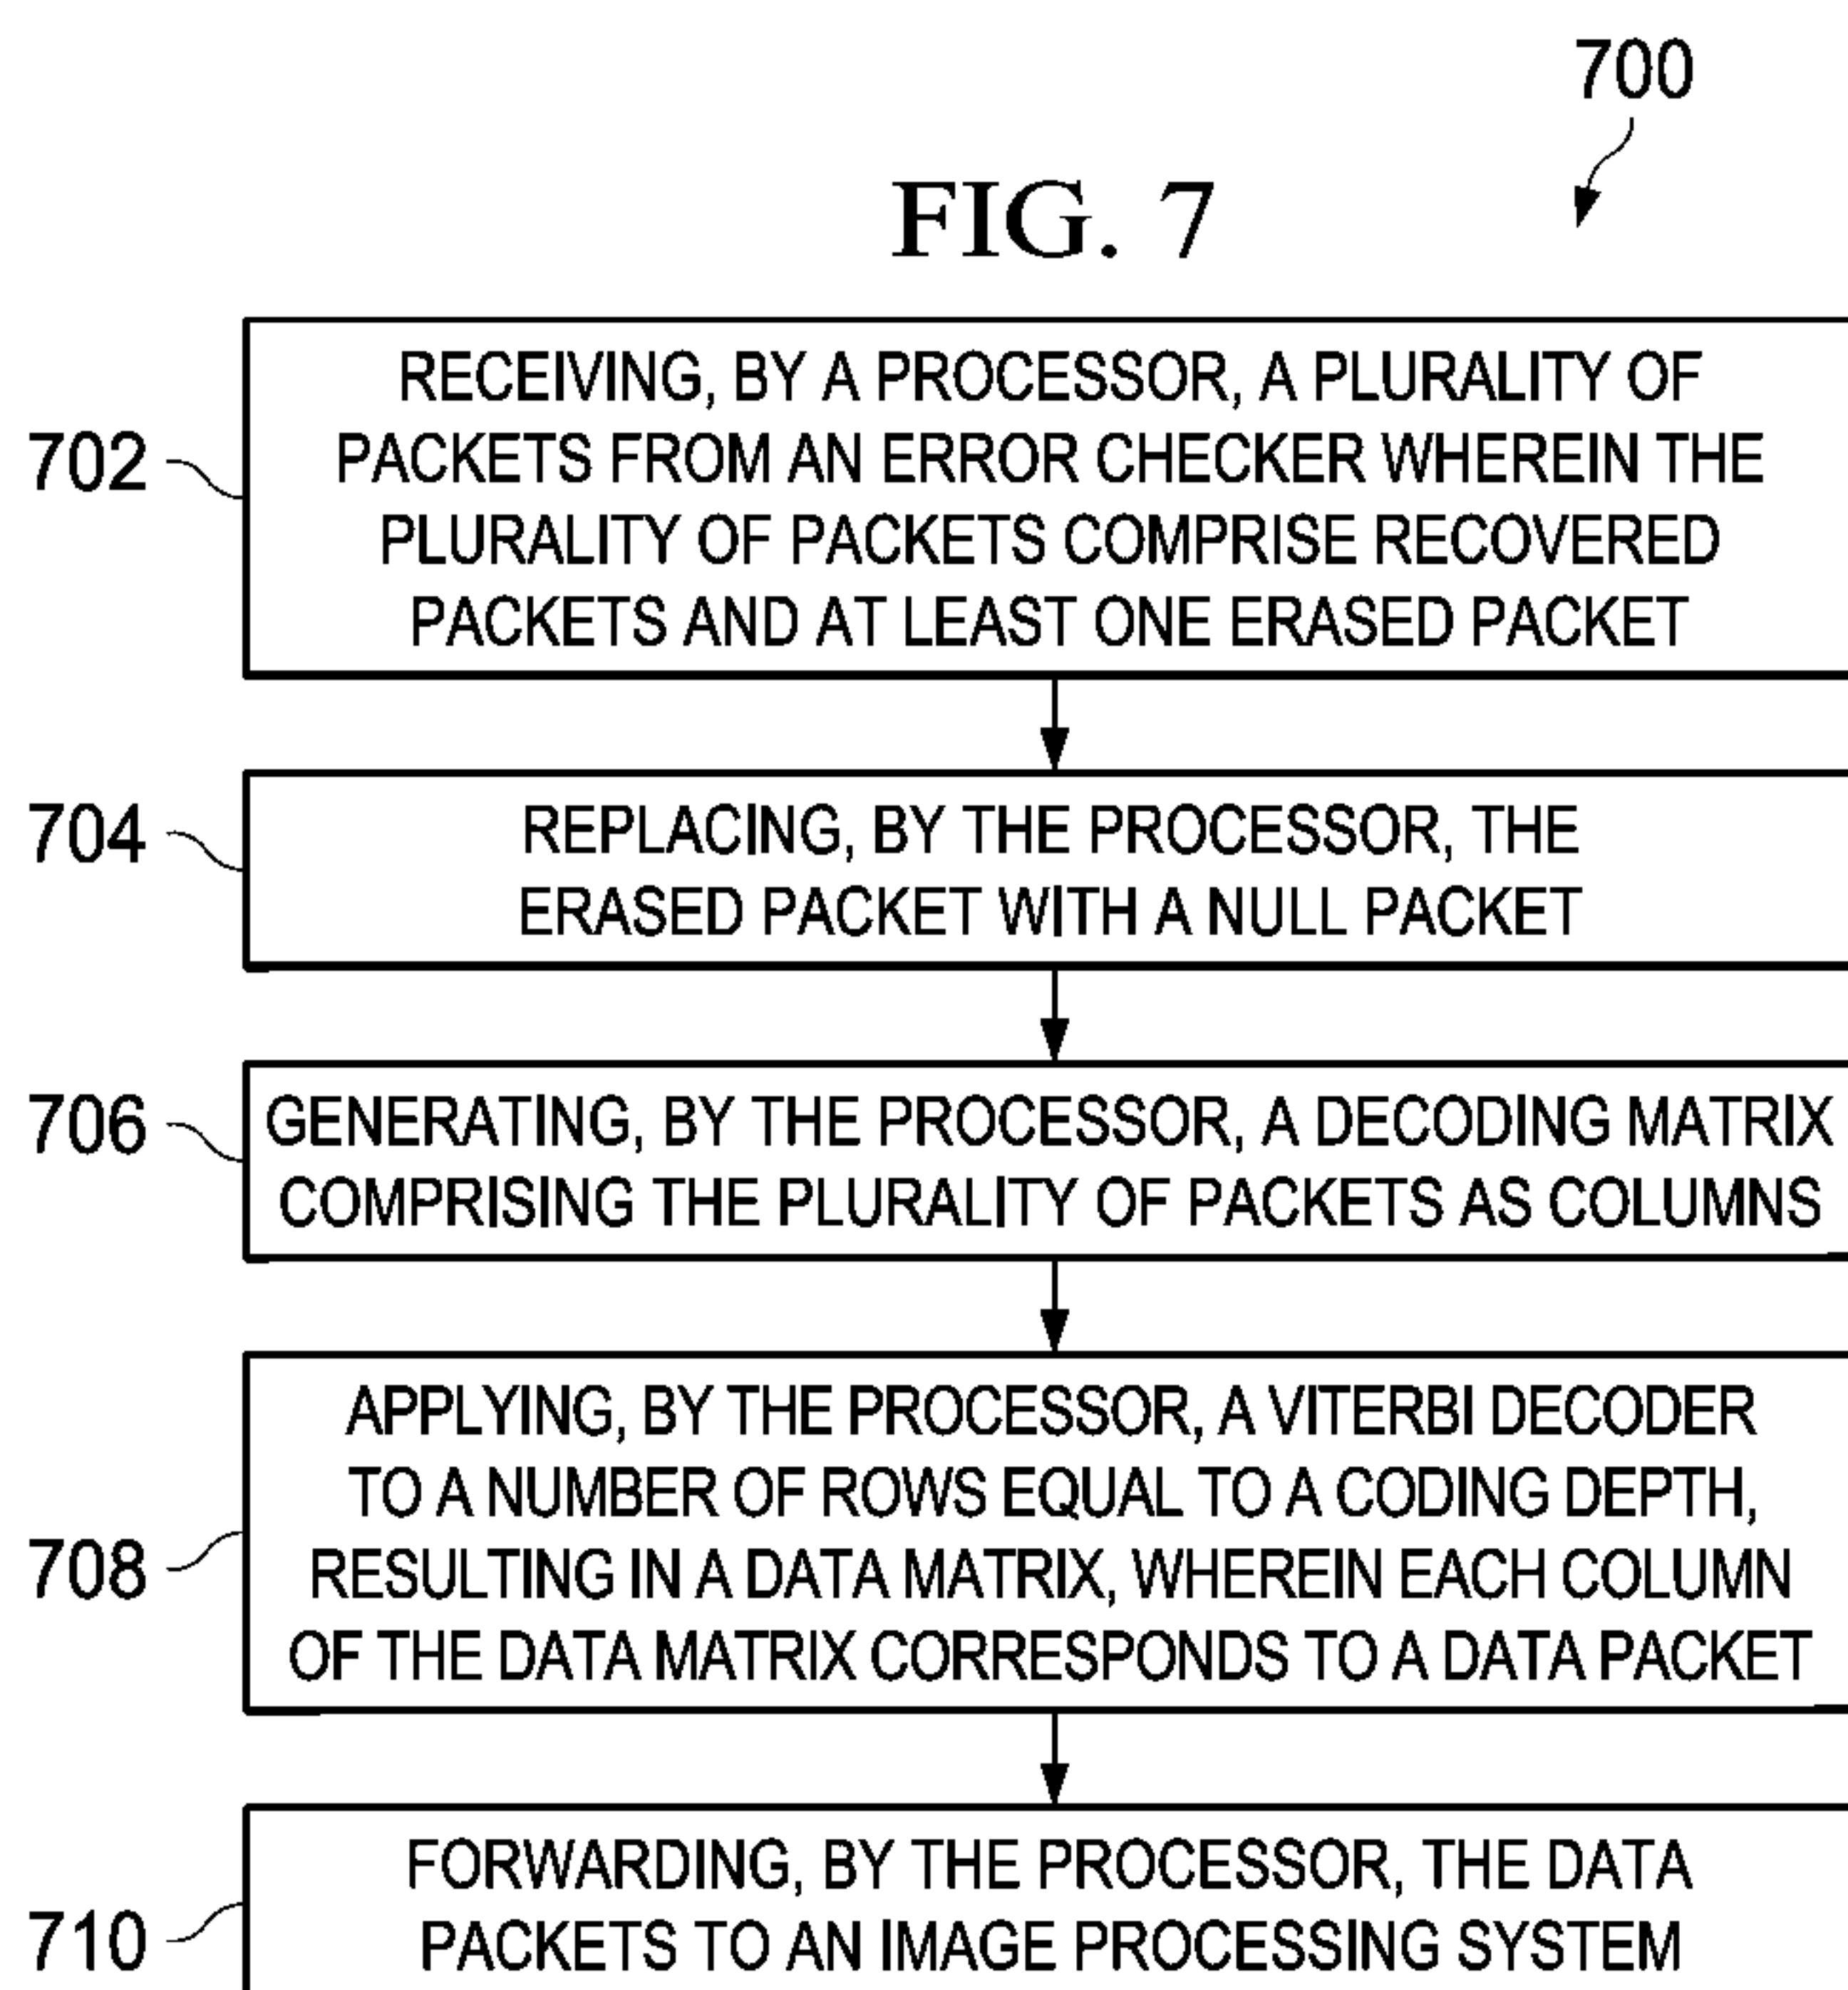 700
FIG. 7
702
RECEIVING, BY A PROCESSOR, A PLURALITY OF
PACKETS FROM AN ERROR CHECKER WHEREIN THE
PLURALITY OF PACKETS COMPRISE RECOVERED
PACKETS AND AT LEAST ONE ERASED PACKET
704
REPLACING, BY THE PROCESSOR, THE
ERASED PACKET WITH A NULL PACKET
706
GENERATING, BY THE PROCESSOR, A DECODING MATRIX
COMPRISING THE PLURALITY OF PACKETS AS COLUMNS
708
APPLYING, BY THE PROCESSOR, A VITERBI DECODER
TO A NUMBER OF ROWS EQUAL TO A CODING DEPTH,
RESULTING IN A DATA MATRIX, WHEREIN EACH COLUMN
OF THE DATA MATRIX CORRESPONDS TO A DATA PACKET
710
FORWARDING, BY THE PROCESSOR, THE DATA
PACKETS TO AN IMAGE PROCESSING SYSTEM